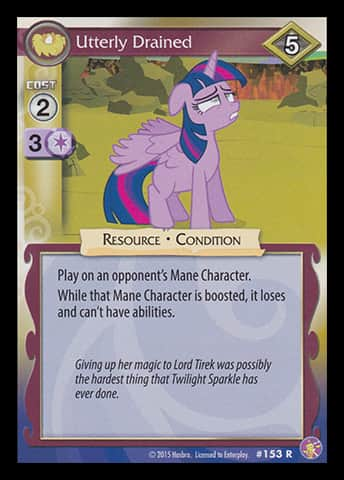 Utterly Drained
5
COST
2
3
RESOURCE • CONDITION
Play on an opponent's Mane Character.
While that Mane Character is boosted, it loses
and can't have abilities.
Giving up her magic to Lord Tirek was possibly
the hardest thing that Twilight Sparkle has
ever done.
© 2015 Hasbro. Licensed to Enterplay. #153 R